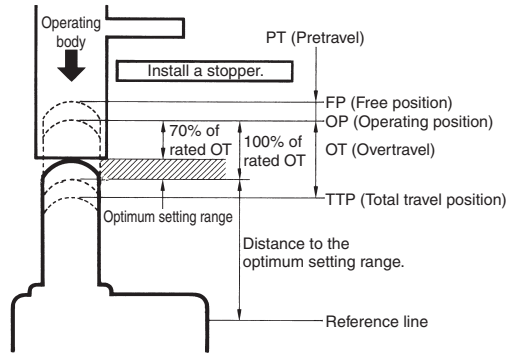 Operating
body
PT (Pretravel)
Install a stopper.
FP (Free position)
OP (Operating position)
70% of
rated OT
100% of
rated OT
OT (Overtravel)
TTP (Total travel position)
Optimum setting range
Distance to the
optimum setting range.
Reference line